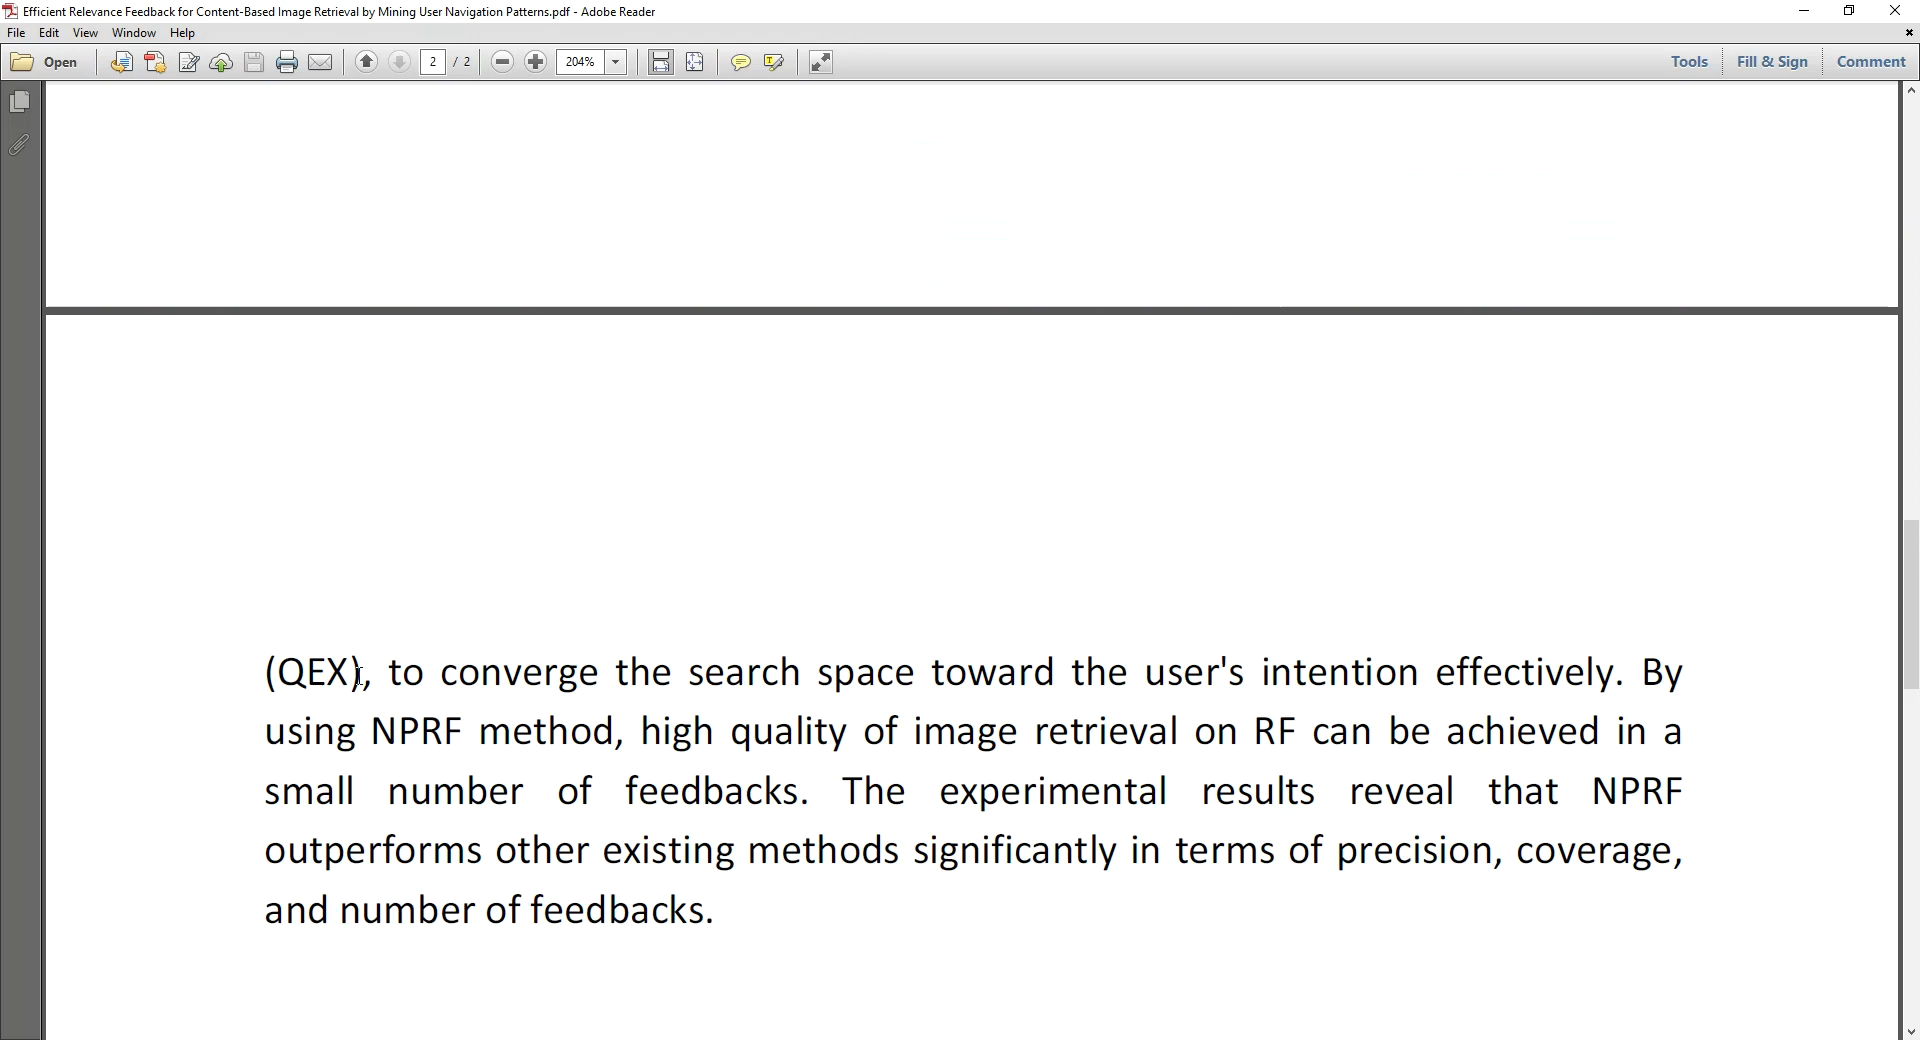 Efficient Relevance Feedback for Content-Based Image Retrieval by Mining User Navigation Patterns.pdf - Adobe Reader
File Edit View Window Help
Open 2 / 2 204% Tools Fill & Sign Comment
(QEX), to converge the search space toward the user's intention effectively. By
using NPRF method, high quality of image retrieval on RF can be achieved in a
small number of feedbacks. The experimental results reveal that NPRF
outperforms other existing methods significantly in terms of precision, coverage,
and number of feedbacks.